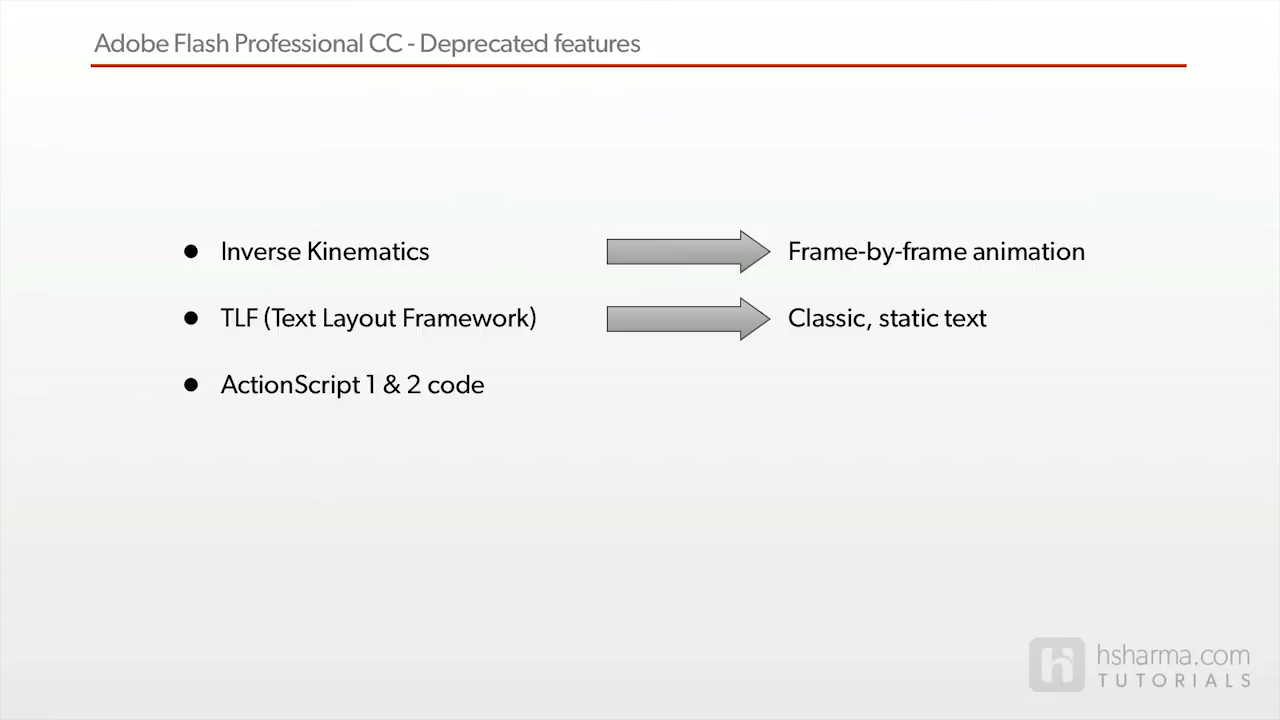 Adobe Flash Professional CC - Deprecated features
● Inverse Kinematics Frame-by-frame animation
● TLF (Text Layout Framework) Classic, static text
● ActionScript 1 & 2 code
hsharma.com
TUTORIALS